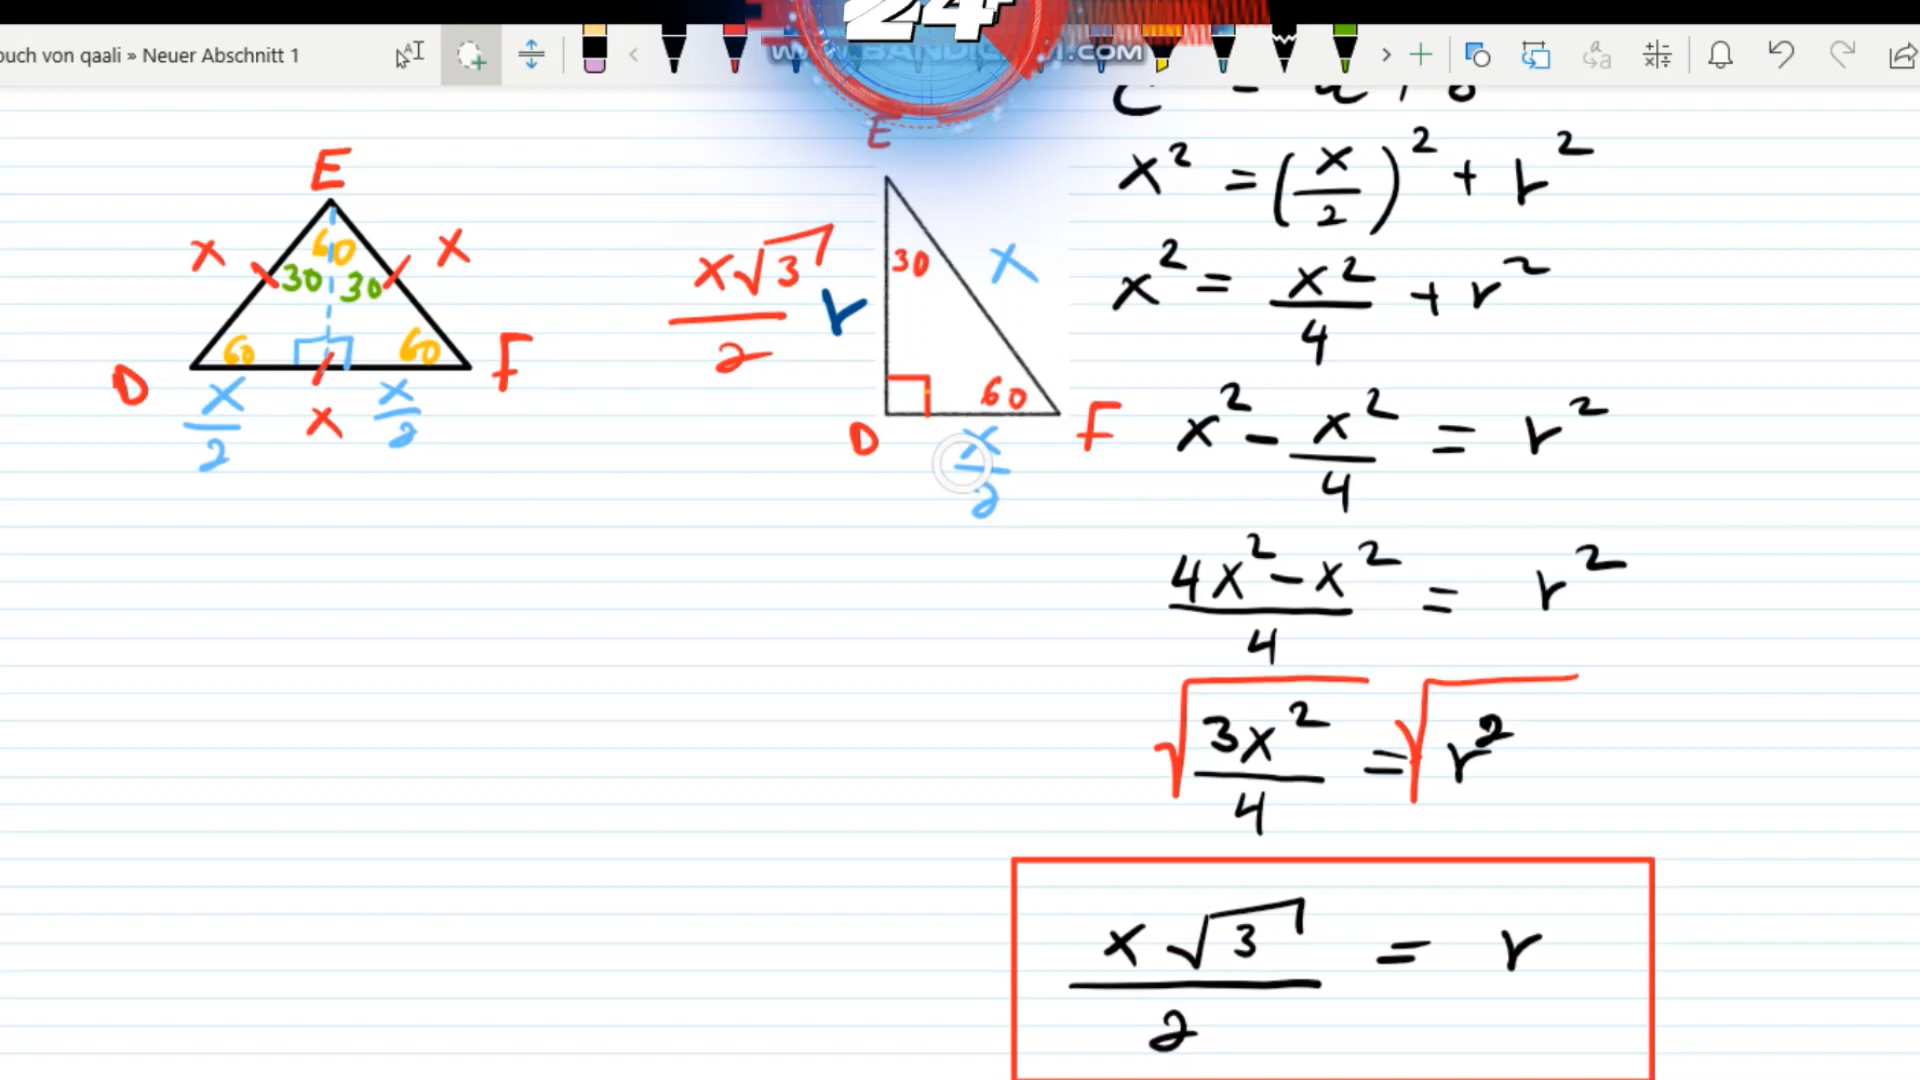 24
ouch von qaali » Neuer Abschnitt 1
E
x
x
60
30
30
60
60
D
F
x/2
x
x/2
E
x√3/2
r
30
x
60
D
F
x/2
x² = (x/2)² + r²
x² = x²/4 + r²
x² - x²/4 = r²
4x² - x²/4 = r²
√3x²/4 = √r²
x√3/2 = r